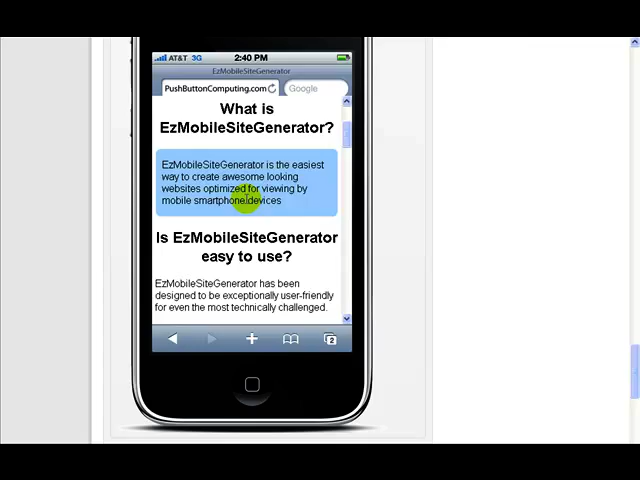 AT&T 3G 2:40 PM
EzMobileSiteGenerator
PushButtonComputing.com Google
What is
EzMobileSiteGenerator?
EzMobileSiteGenerator is the easiest
way to create awesome looking
websites optimized for viewing by
mobile smartphone devices
Is EzMobileSiteGenerator
easy to use?
EzMobileSiteGenerator has been
designed to be exceptionally user-friendly
for even the most technically challenged.
2